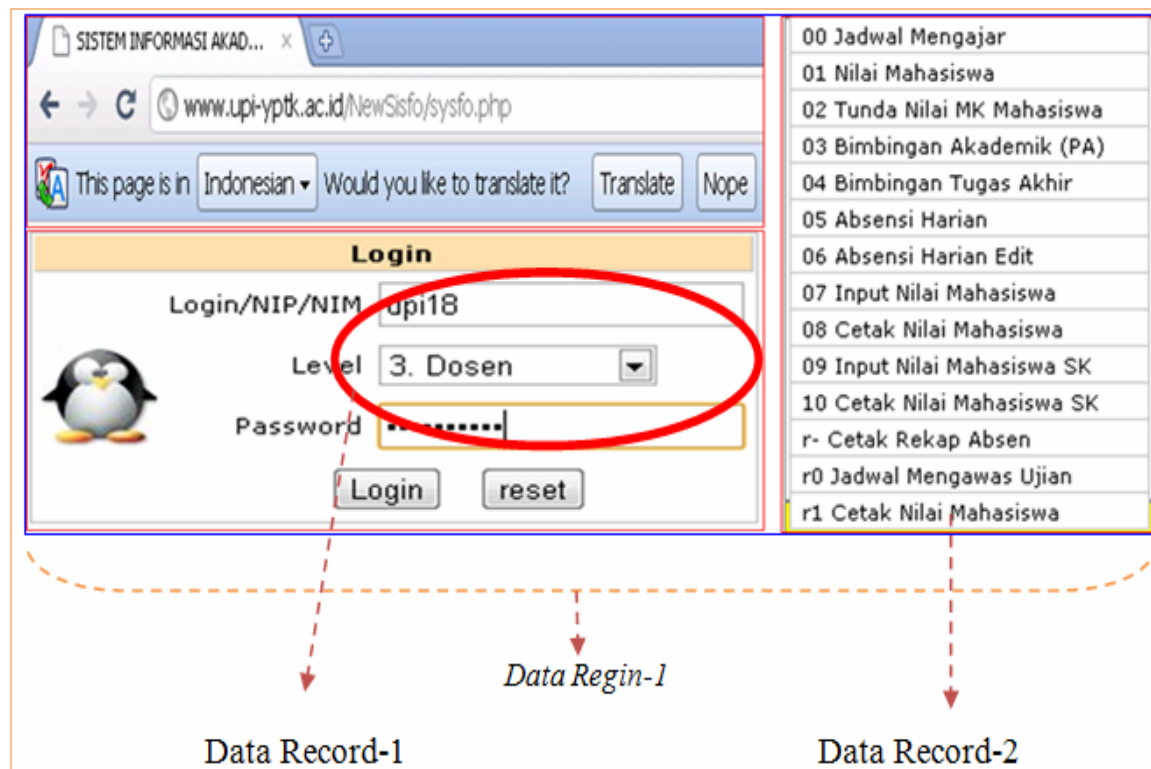 SISTEM INFORMASI AKAD...
www.upi-yptk.ac.id/NewSisfo/sysfo.php
This page is in Indonesian Would you like to translate it? Translate Nope
Login
Login/NIP/NIM upi18
Level 3. Dosen
Password
Login reset
00 Jadwal Mengajar
01 Nilai Mahasiswa
02 Tunda Nilai MK Mahasiswa
03 Bimbingan Akademik (PA)
04 Bimbingan Tugas Akhir
05 Absensi Harian
06 Absensi Harian Edit
07 Input Nilai Mahasiswa
08 Cetak Nilai Mahasiswa
09 Input Nilai Mahasiswa SK
10 Cetak Nilai Mahasiswa SK
r- Cetak Rekap Absen
r0 Jadwal Mengawas Ujian
r1 Cetak Nilai Mahasiswa
Data Regin-1
Data Record-1
Data Record-2